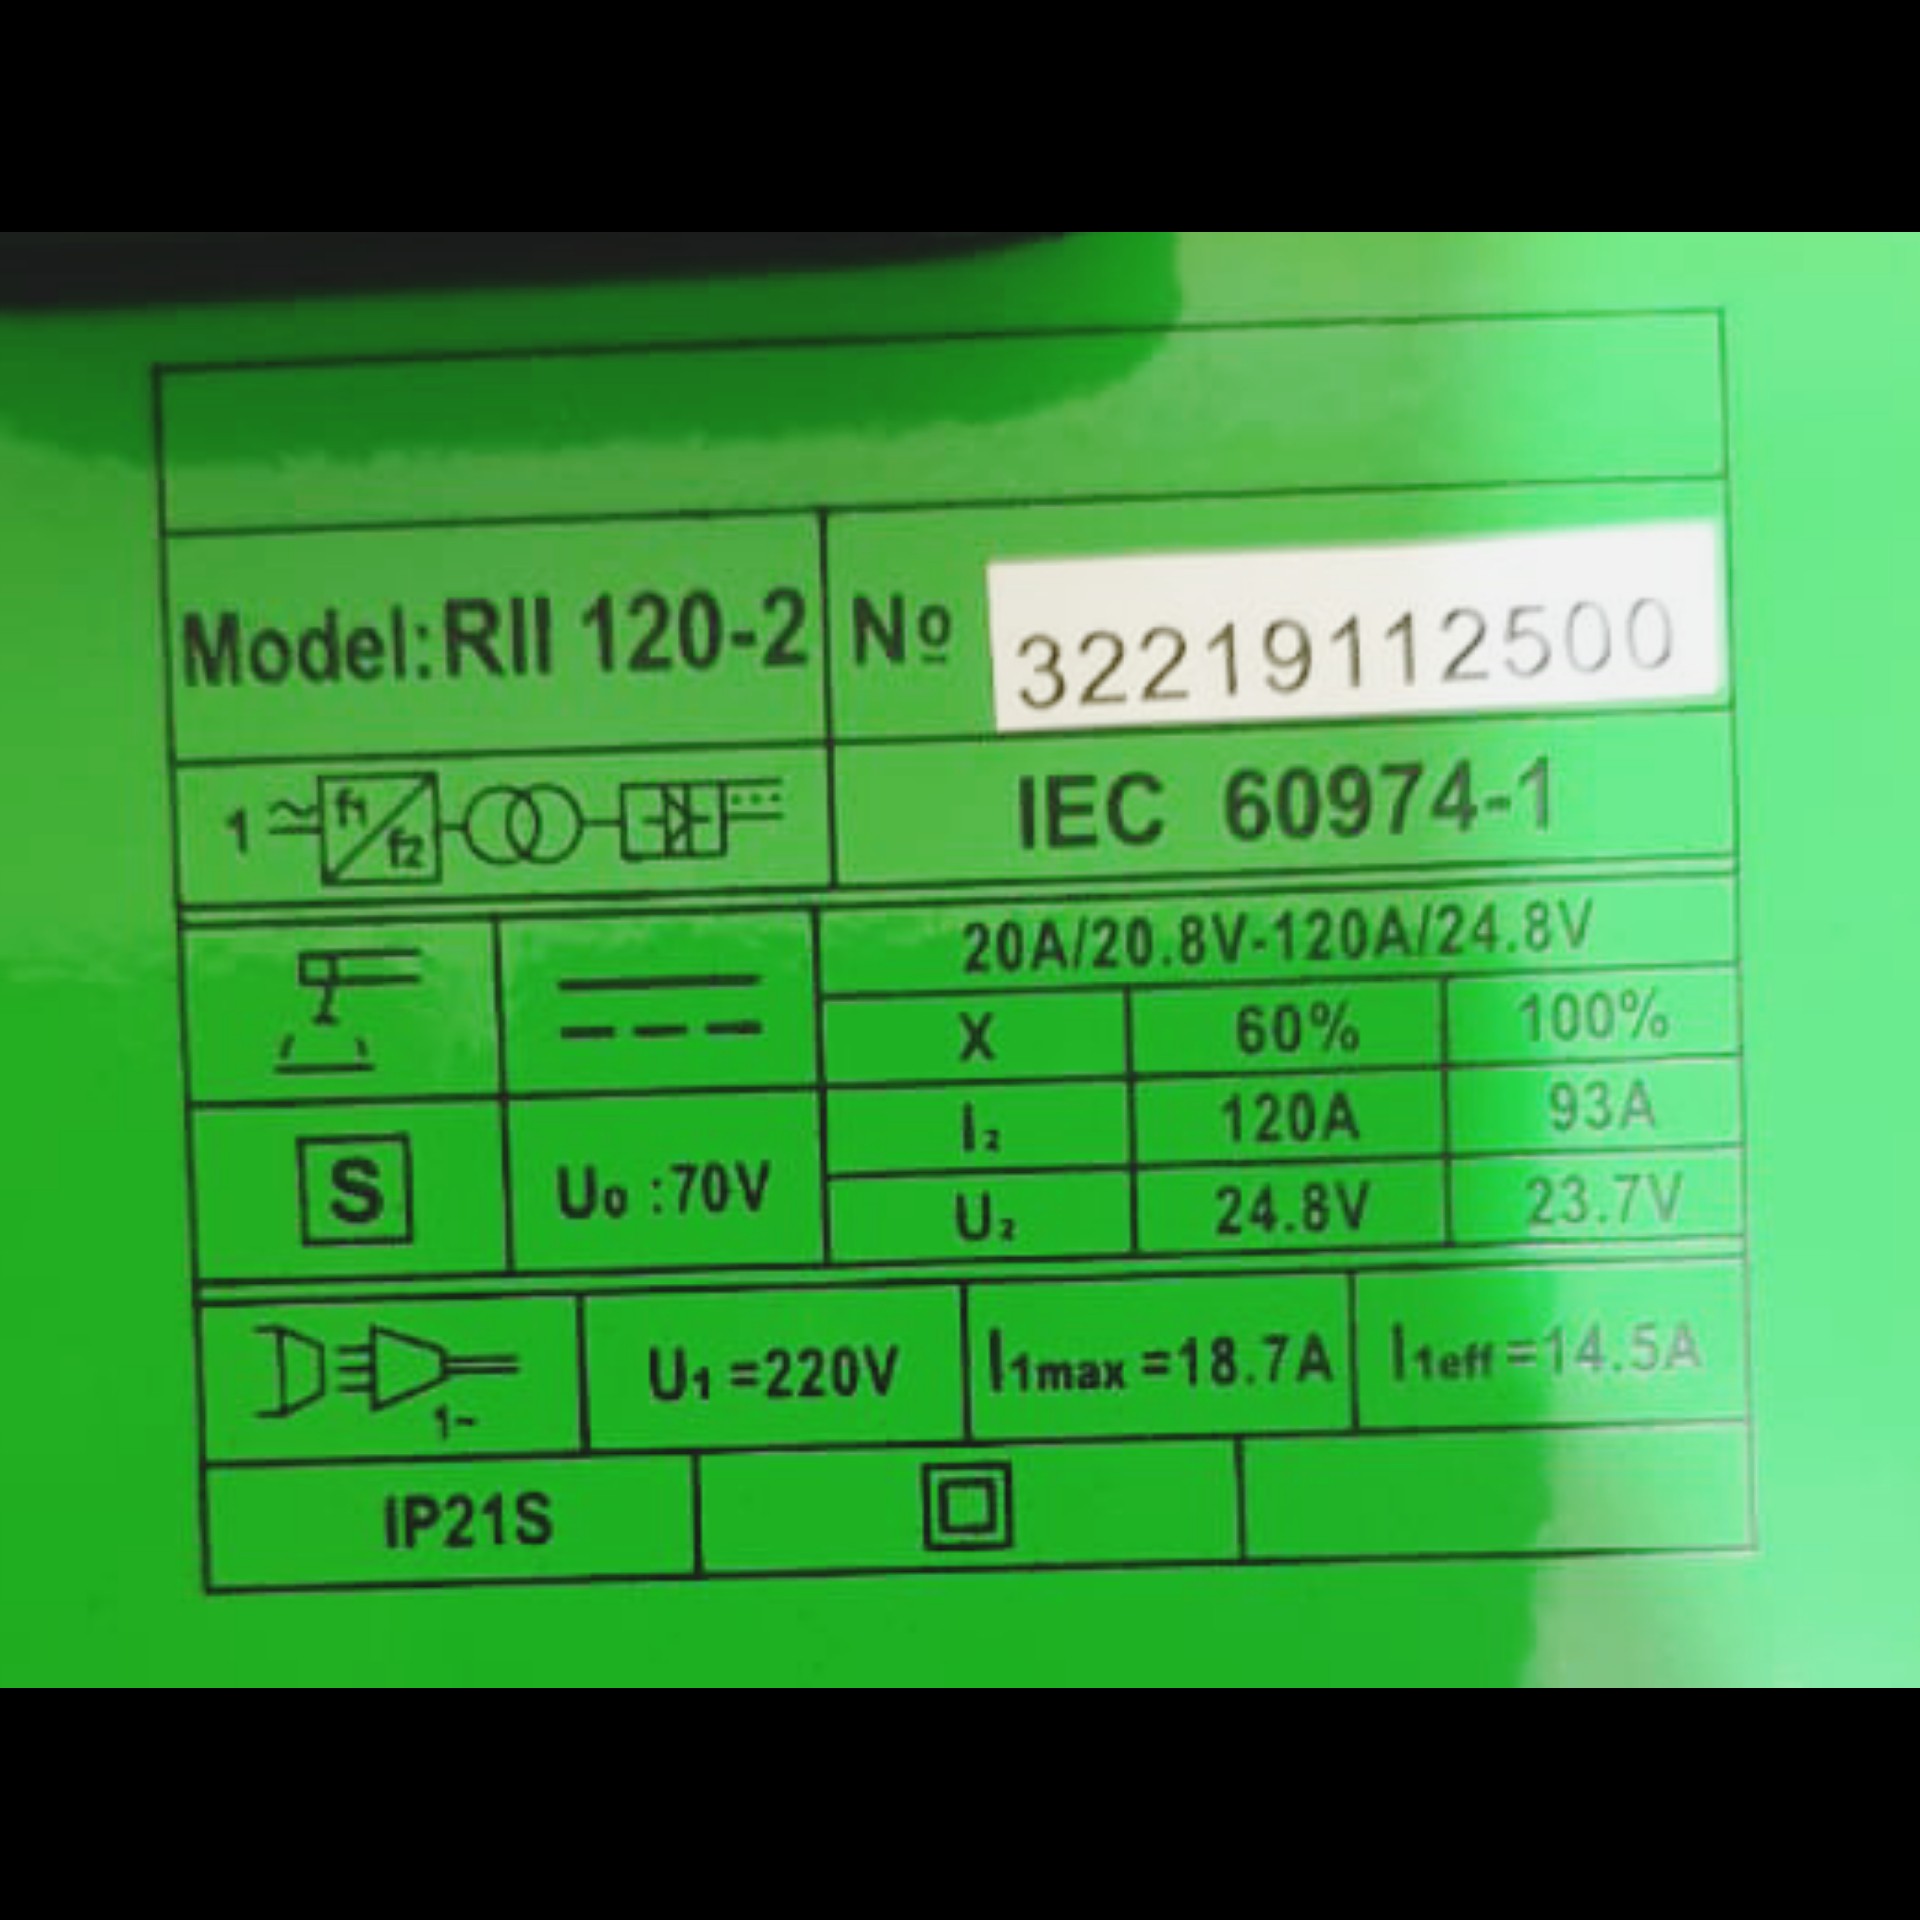 Model: RII 120-2
Nº 32219112500
1 f1 f2
IEC 60974-1
20A/20.8V-120A/24.8V
X 60% 100%
I₂ 120A 93A
S
U₀ :70V
U₂ 24.8V 23.7V
1~
U₁ =220V
I₁max =18.7A
I₁eff =14.5A
IP21S